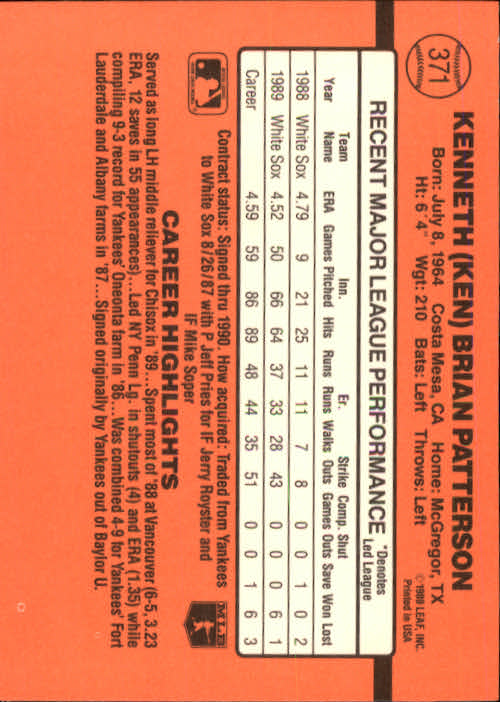 371
KENNETH (KEN) BRIAN PATTERSON
Born: July 8, 1964 Costa Mesa, CA Home: McGregor, TX
Ht: 6'4" Wgt: 210 Bats: Left Throws: Left
© 1989 LEAF, INC.
Printed in USA
RECENT MAJOR LEAGUE PERFORMANCE
*Denotes
Led League
Team Inn. Er. Strike Comp. Shut
Year Name ERA Games Pitched Hits Runs Runs Walks Outs Games Outs Save Won Lost
1988 White Sox 4.79 9 21 25 11 11 7 8 0 0 1 0 2
1989 White Sox 4.52 50 66 64 37 33 28 43 0 0 0 6 1
Career 4.59 59 86 89 48 44 35 51 0 0 1 6 3
Contract status: Signed thru 1990. How acquired: Traded from Yankees
to White Sox 8/26/87 with P Jeff Pries for IF Jerry Royster and
IF Mike Soper
MLB
CAREER HIGHLIGHTS
Served as long LH middle reliever for Chisox in '89...Spent most of '88 at Vancouver (6-5, 3.23
ERA, 12 saves in 55 appearances)...Led NY Penn Lg. in shutouts (4) and ERA (1.35) while
compiling 9-3 record for Yankees' Oneonta farm in '86...Was combined 4-9 for Yankees' Fort
Lauderdale and Albany farms in '87...Signed originally by Yankees out of Baylor U.